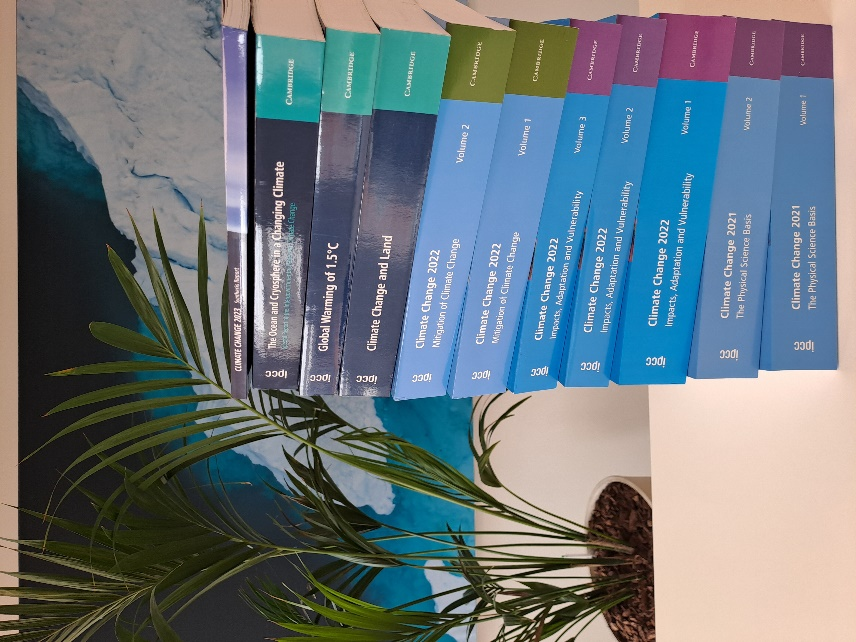 CLIMATE CHANGE 2023 Synthesis Report
The Ocean and Cryosphere in a Changing Climate
CAMBRIDGE
ipcc
Global Warming of 1.5°C
CAMBRIDGE
ipcc
Climate Change and Land
CAMBRIDGE
ipcc
Climate Change 2022
Mitigation of Climate Change
Volume 2
CAMBRIDGE
ipcc
Climate Change 2022
Mitigation of Climate Change
Volume 1
CAMBRIDGE
ipcc
Climate Change 2022
Impacts, Adaptation and Vulnerability
Volume 3
CAMBRIDGE
ipcc
Climate Change 2022
Impacts, Adaptation and Vulnerability
Volume 2
CAMBRIDGE
ipcc
Climate Change 2022
Impacts, Adaptation and Vulnerability
Volume 1
CAMBRIDGE
ipcc
Climate Change 2021
The Physical Science Basis
Volume 2
CAMBRIDGE
ipcc
Climate Change 2021
The Physical Science Basis
Volume 1
CAMBRIDGE